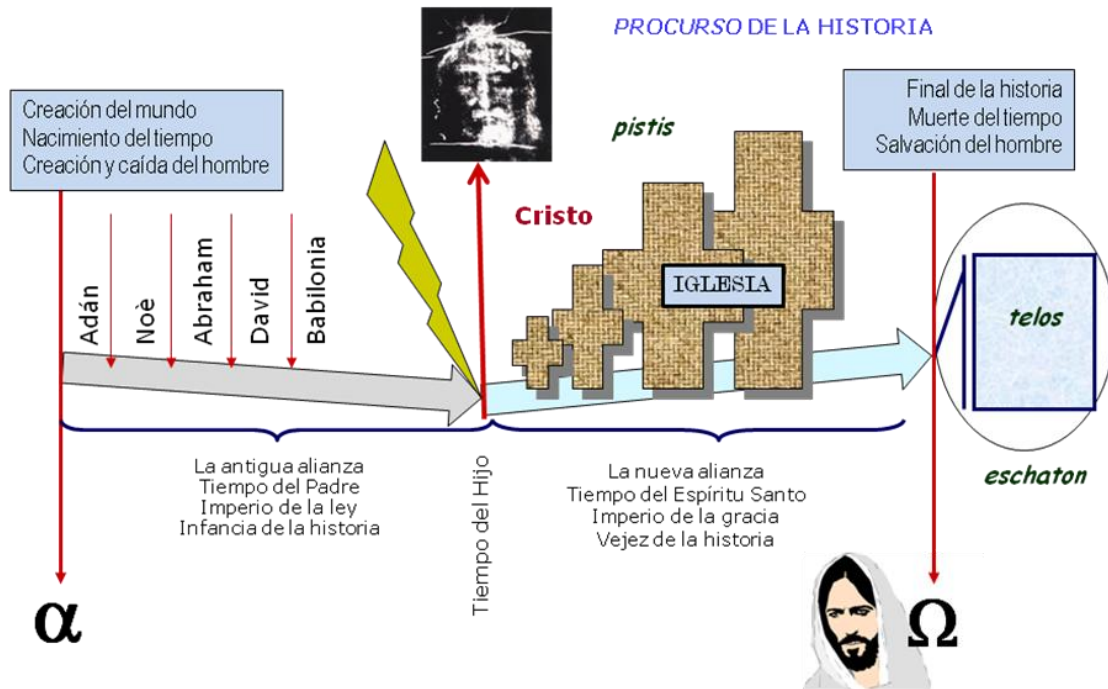 PROCURSO DE LA HISTORIA
Creación del mundo
Nacimiento del tiempo
Creación y caída del hombre
Final de la historia
Muerte del tiempo
Salvación del hombre
pistis
Cristo
Adán
Noè
Abraham
David
Babilonia
IGLESIA
telos
eschaton
La antigua alianza
Tiempo del Padre
Imperio de la ley
Infancia de la historia
Tiempo del Hijo
La nueva alianza
Tiempo del Espíritu Santo
Imperio de la gracia
Vejez de la historia
α
Ω